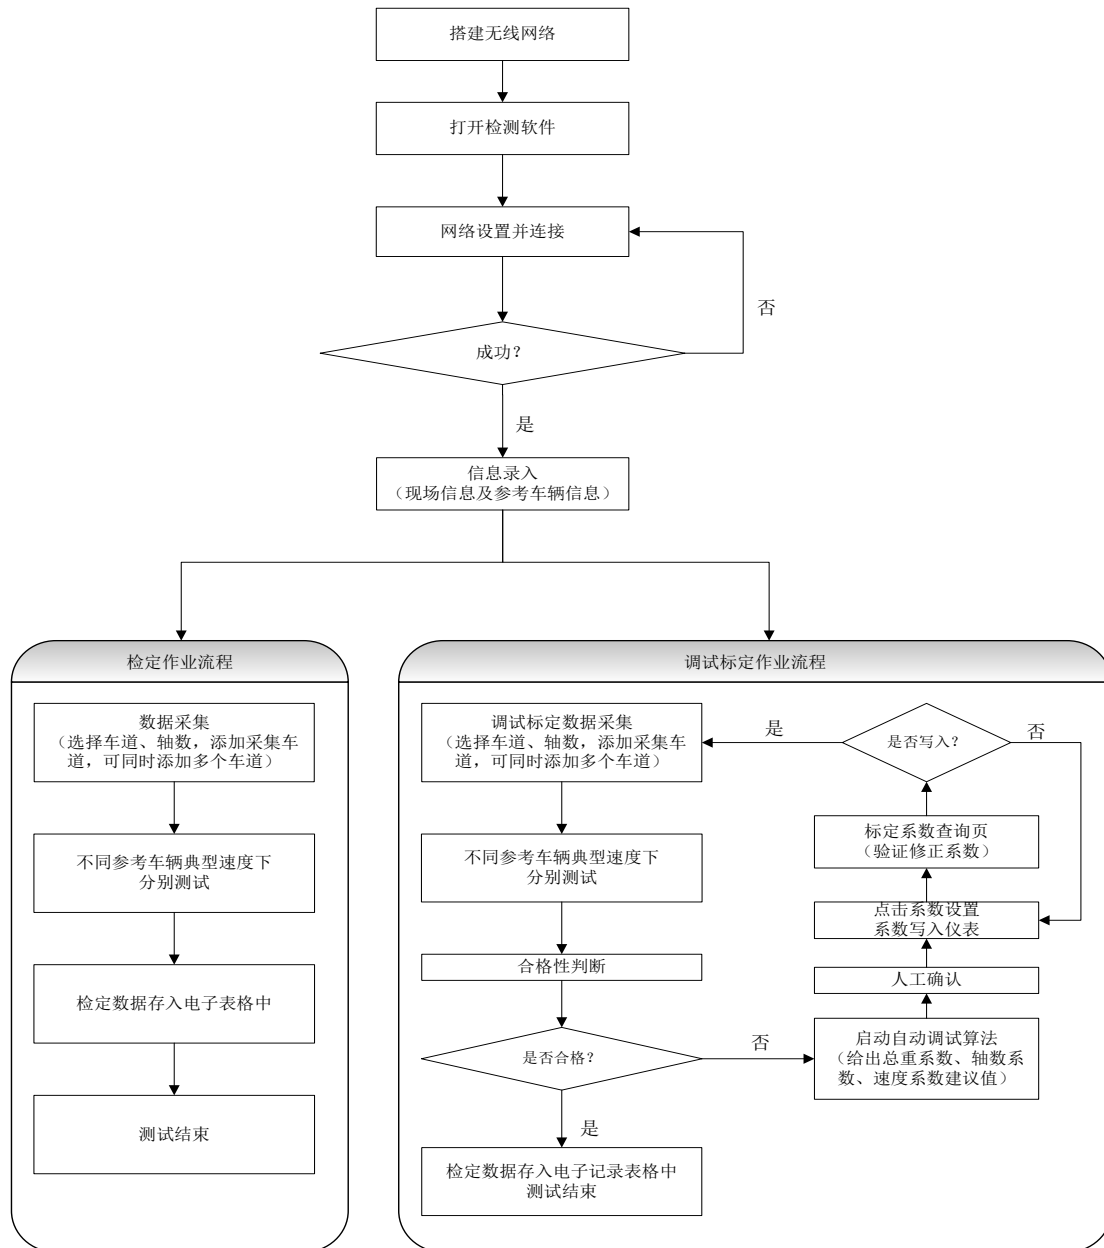 搭建无线网络
打开检测软件
网络设置并连接
否
成功?
是
信息录入
（现场信息及参考车辆信息）
检定作业流程
数据采集
（选择车道、轴数，添加采集车
道，可同时添加多个车道）
不同参考车辆典型速度下
分别测试
检定数据存入电子表格中
测试结束
调试标定作业流程
调试标定数据采集
（选择车道、轴数，添加采集车
道，可同时添加多个车道）
是
是否写入?
否
不同参考车辆典型速度下
分别测试
标定系数查询页
（验证修正系数）
点击系数设置
系数写入仪表
合格性判断
人工确认
是否合格?
否
启动自动调试算法
（给出总重系数、轴数系
数、速度系数建议值）
是
检定数据存入电子记录表格中
测试结束